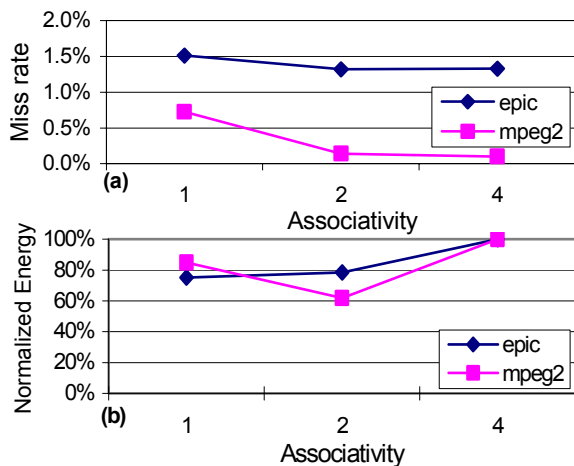 2.0%
1.5%
1.0%
0.5%
0.0%
Miss rate
epic
mpeg2
(a)
1 2 4
Associativity
100%
80%
60%
40%
20%
0%
Normalized Energy
epic
mpeg2
(b)
1 2 4
Associativity